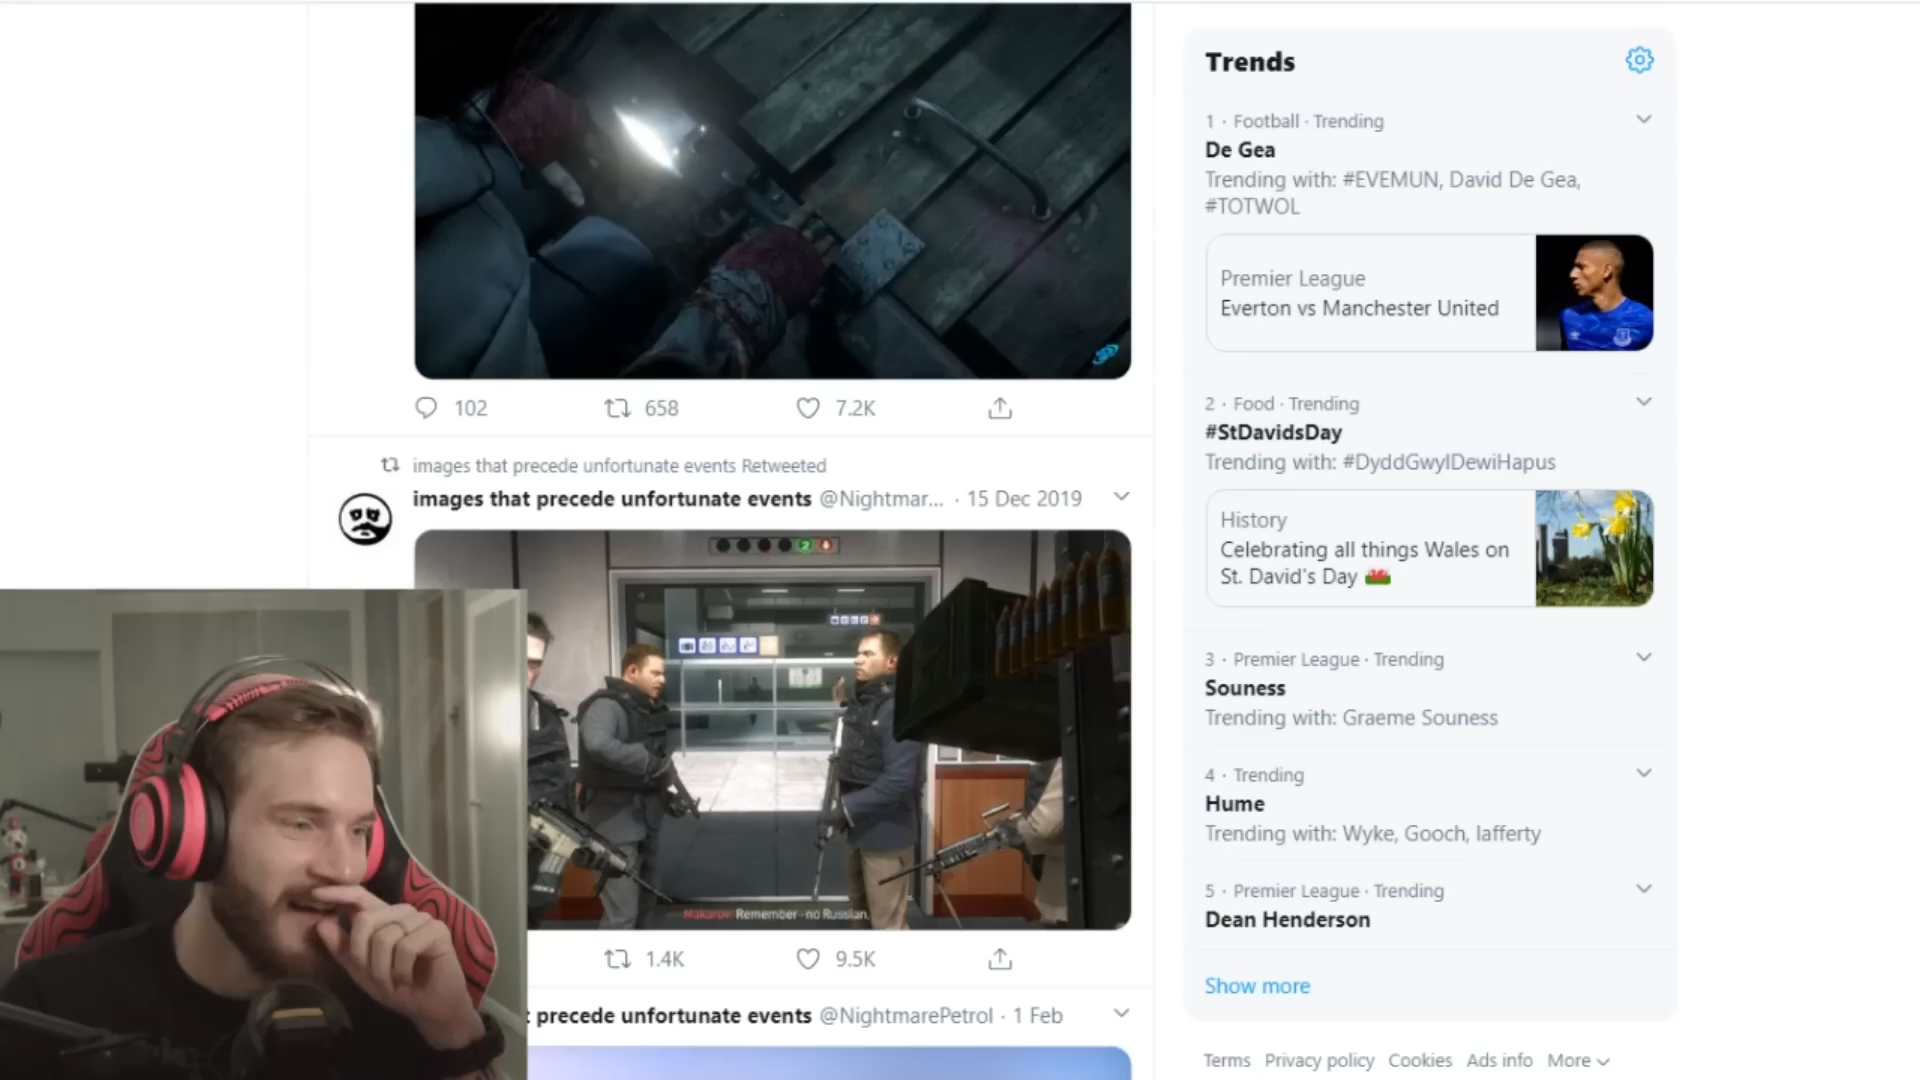 102
658
7.2K
images that precede unfortunate events Retweeted
images that precede unfortunate events @Nightmar... · 15 Dec 2019
2
Makarov: Remember - no Russian.
1.4K
9.5K
precede unfortunate events @NightmarePetrol · 1 Feb
Trends
1 · Football · Trending
De Gea
Trending with: #EVEMUN, David De Gea,
#TOTWOL
Premier League
Everton vs Manchester United
2 · Food · Trending
#StDavidsDay
Trending with: #DyddGwylDewiHapus
History
Celebrating all things Wales on
St. David's Day 🏴󠁧󠁢󠁷󠁬󠁳󠁿
3 · Premier League · Trending
Souness
Trending with: Graeme Souness
4 · Trending
Hume
Trending with: Wyke, Gooch, lafferty
5 · Premier League · Trending
Dean Henderson
Show more
Terms Privacy policy Cookies Ads info More